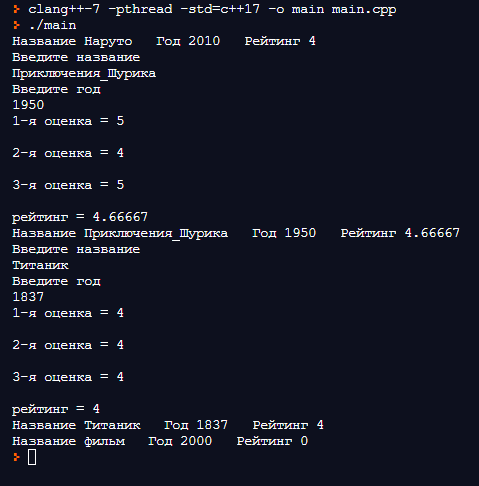 > clang++-7 -pthread -std=c++17 -o main main.cpp
> ./main
Название Наруто   Год 2010   Рейтинг 4
Введите название
Приключения_Шурика
Введите год
1950
1-я оценка = 5
2-я оценка = 4
3-я оценка = 5
рейтинг = 4.66667
Название Приключения_Шурика   Год 1950   Рейтинг 4.66667
Введите название
Титаник
Введите год
1837
1-я оценка = 4
2-я оценка = 4
3-я оценка = 4
рейтинг = 4
Название Титаник   Год 1837   Рейтинг 4
Название фильм   Год 2000   Рейтинг 0
>